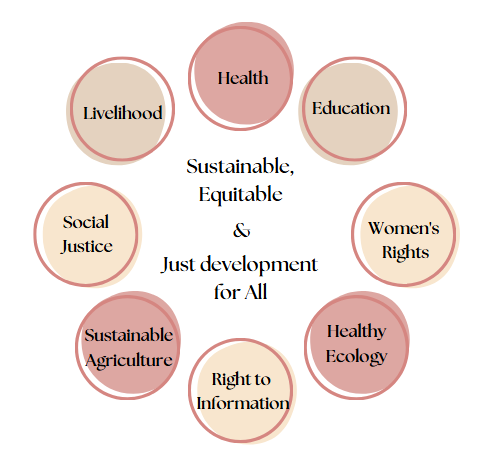 Health
Livelihood
Education
Sustainable,
Equitable
&
Just development
for All
Social
Justice
Women's
Rights
Sustainable
Agriculture
Healthy
Ecology
Right to
Information